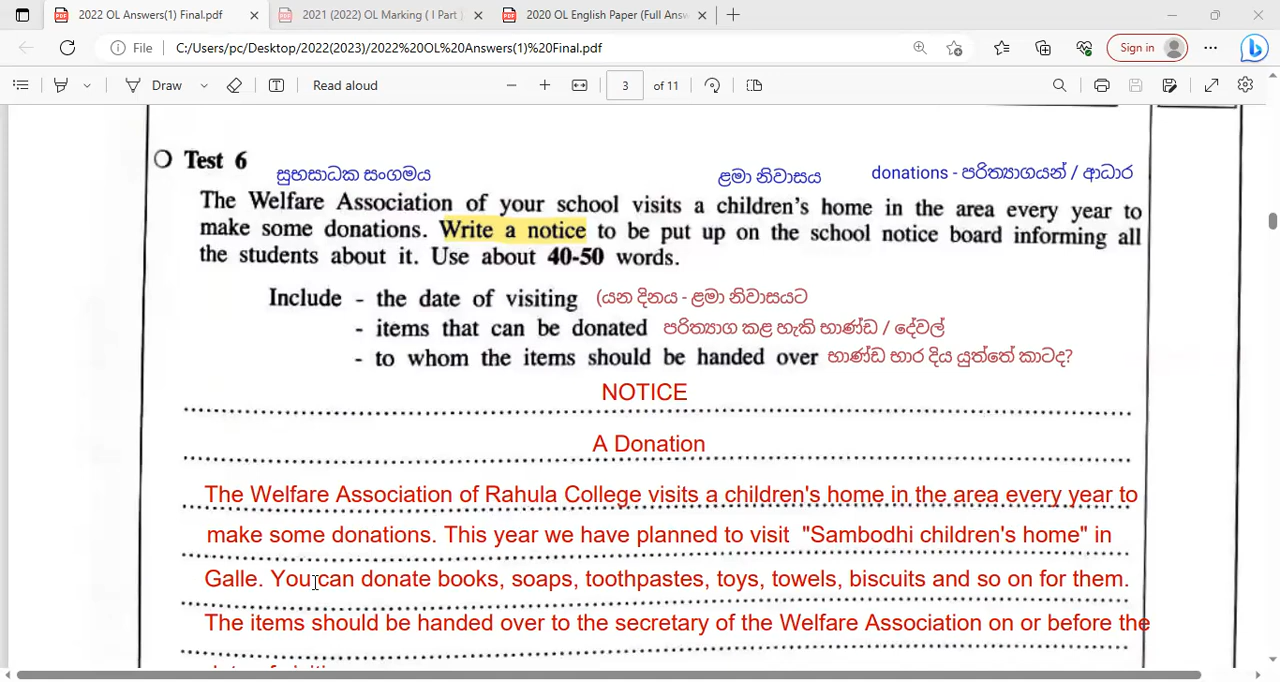 2022 OL Answers(1) Final.pdf
2021 (2022) OL Marking ( I Part
2020 OL English Paper (Full Answ
File
C:/Users/pc/Desktop/2022(2023)/2022%20OL%20Answers(1)%20Final.pdf
Sign in
Draw
Read aloud
3 of 11
Test 6
සුභසාධක සංගමය ළමා නිවාසය donations - පරිත්‍යාගයන් / ආධාර
The Welfare Association of your school visits a children's home in the area every year to
make some donations. Write a notice to be put up on the school notice board informing all
the students about it. Use about 40-50 words.
Include - the date of visiting (යන දිනය - ළමා නිවාසයට
- items that can be donated පරිත්‍යාග කළ හැකි භාණ්ඩ / දේවල්
- to whom the items should be handed over භාණ්ඩ භාර දිය යුත්තේ කාටද?
NOTICE
A Donation
The Welfare Association of Rahula College visits a children's home in the area every year to
make some donations. This year we have planned to visit "Sambodhi children's home" in
Galle. You can donate books, soaps, toothpastes, toys, towels, biscuits and so on for them.
The items should be handed over to the secretary of the Welfare Association on or before the